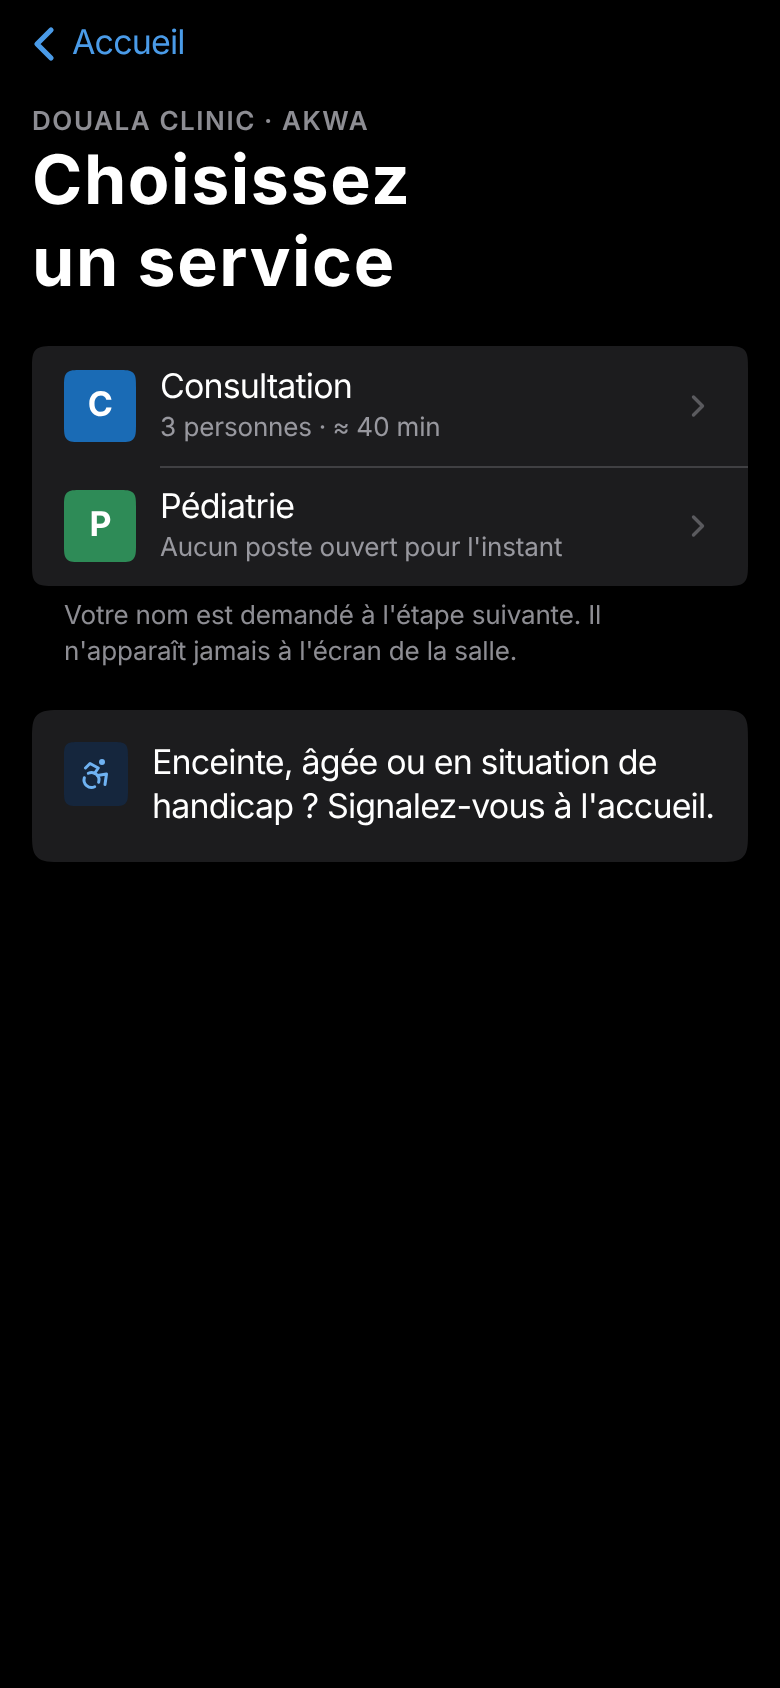 Accueil
DOUALA CLINIC · AKWA
Choisissez
un service
C
Consultation
3 personnes · ≈ 40 min
P
Pédiatrie
Aucun poste ouvert pour l'instant
Votre nom est demandé à l'étape suivante. Il
n'apparaît jamais à l'écran de la salle.
Enceinte, âgée ou en situation de
handicap ? Signalez-vous à l'accueil.